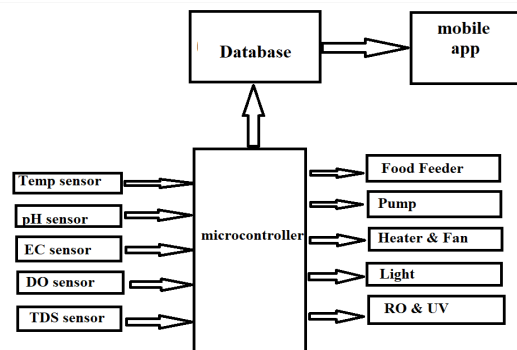 Database
mobile
app
Temp sensor
pH sensor
EC sensor
DO sensor
TDS sensor
microcontroller
Food Feeder
Pump
Heater & Fan
Light
RO & UV